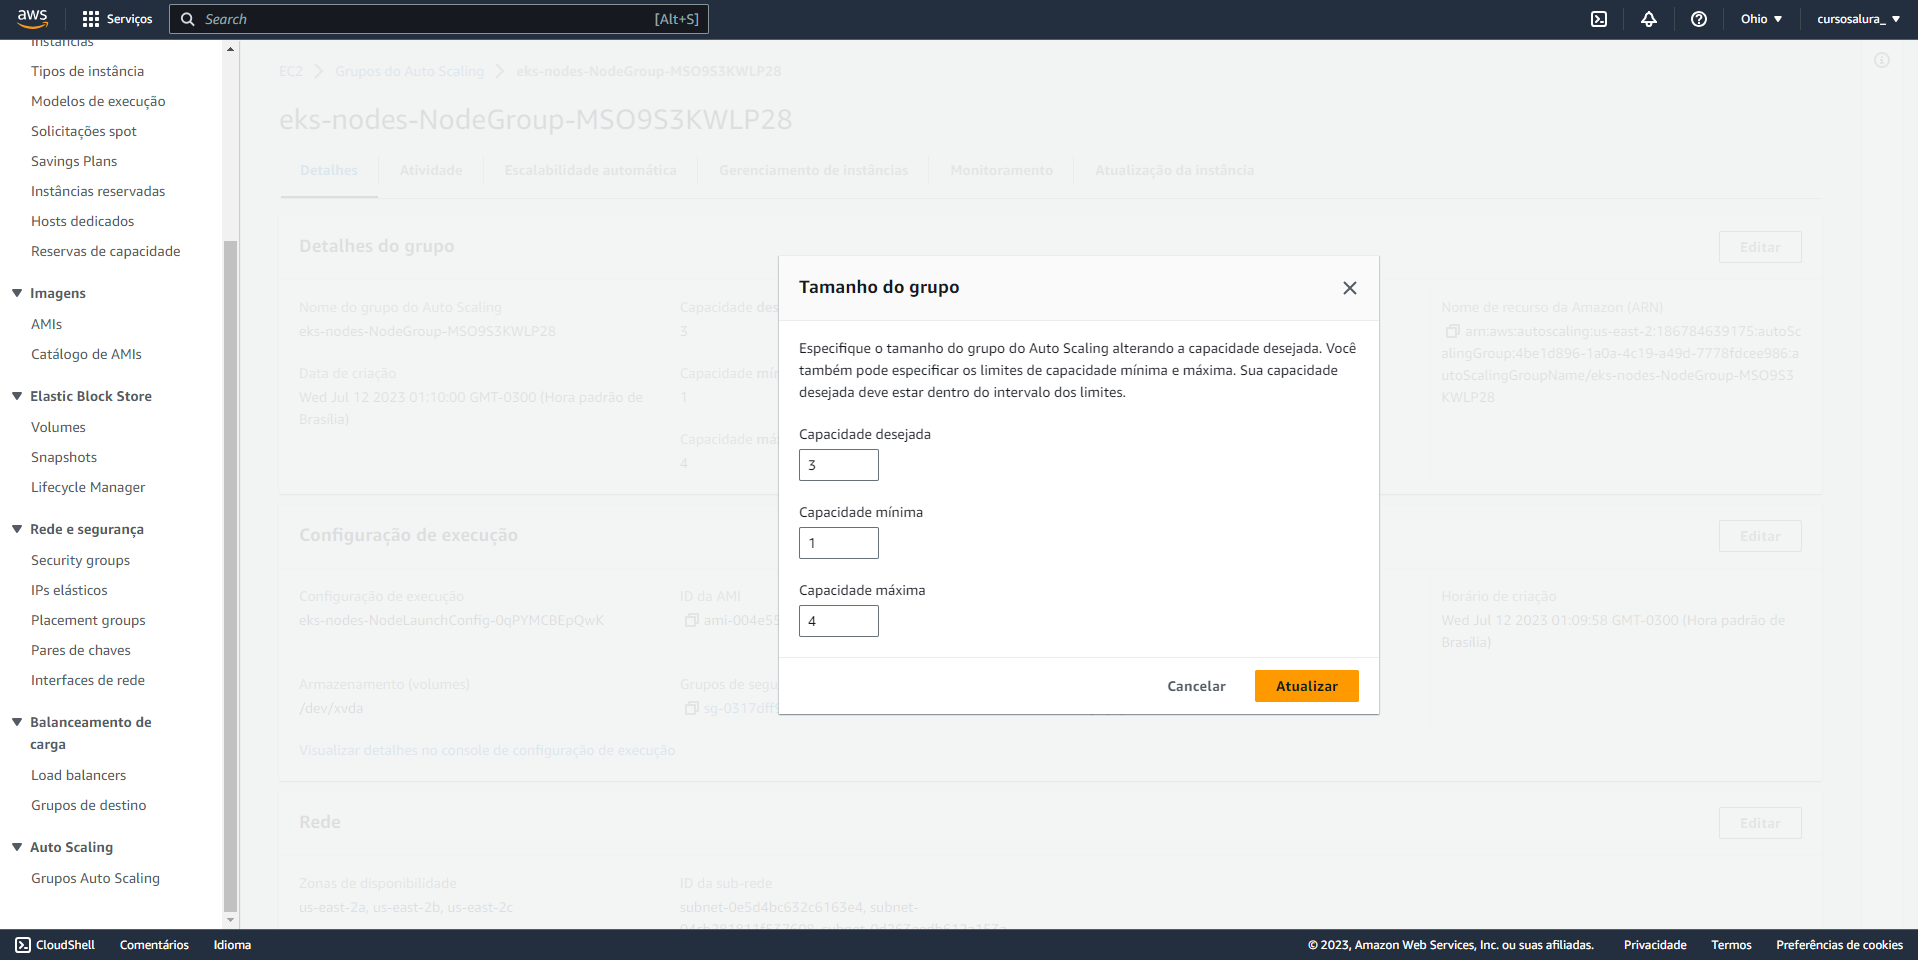 aws
Serviços
Search
[Alt+S]
Ohio
cursosalura_
Instâncias
Tipos de instância
Modelos de execução
Solicitações spot
Savings Plans
Instâncias reservadas
Hosts dedicados
Reservas de capacidade
Imagens
AMIs
Catálogo de AMIs
Elastic Block Store
Volumes
Snapshots
Lifecycle Manager
Rede e segurança
Security groups
IPs elásticos
Placement groups
Pares de chaves
Interfaces de rede
Balanceamento de
carga
Load balancers
Grupos de destino
Auto Scaling
Grupos Auto Scaling
EC2
Grupos do Auto Scaling
eks-nodes-NodeGroup-MSO9S3KWLP28
eks-nodes-NodeGroup-MSO9S3KWLP28
Detalhes
Atividade
Escalabilidade automática
Gerenciamento de instâncias
Monitoramento
Atualização da instância
Detalhes do grupo
Editar
Nome do grupo do Auto Scaling
eks-nodes-NodeGroup-MSO9S3KWLP28
Data de criação
Wed Jul 12 2023 01:10:00 GMT-0300 (Hora padrão de
Brasília)
Capacidade des
3
Capacidade mín
1
Capacidade máx
4
Nome de recurso da Amazon (ARN)
arn:aws:autoscaling:us-east-2:186784639175:autoSc
alingGroup:4be1d896-1a0a-4c19-a49d-7778fdcee986:a
utoScalingGroupName/eks-nodes-NodeGroup-MSO9S3
KWLP28
Tamanho do grupo
Especifique o tamanho do grupo do Auto Scaling alterando a capacidade desejada. Você
também pode especificar os limites de capacidade mínima e máxima. Sua capacidade
desejada deve estar dentro do intervalo dos limites.
Capacidade desejada
3
Capacidade mínima
1
Capacidade máxima
4
Cancelar
Atualizar
Configuração de execução
Editar
Configuração de execução
eks-nodes-NodeLaunchConfig-0qPYMCBEpQwK
ID da AMI
ami-004e55
Horário de criação
Wed Jul 12 2023 01:09:58 GMT-0300 (Hora padrão de
Brasília)
Armazenamento (volumes)
/dev/xvda
Grupos de segu
sg-0317dff9
Visualizar detalhes no console de configuração de execução
Rede
Editar
Zonas de disponibilidade
us-east-2a, us-east-2b, us-east-2c
ID da sub-rede
subnet-0e5d4bc632c6163e4, subnet-
CloudShell
Comentários
Idioma
© 2023, Amazon Web Services, Inc. ou suas afiliadas.
Privacidade
Termos
Preferências de cookies